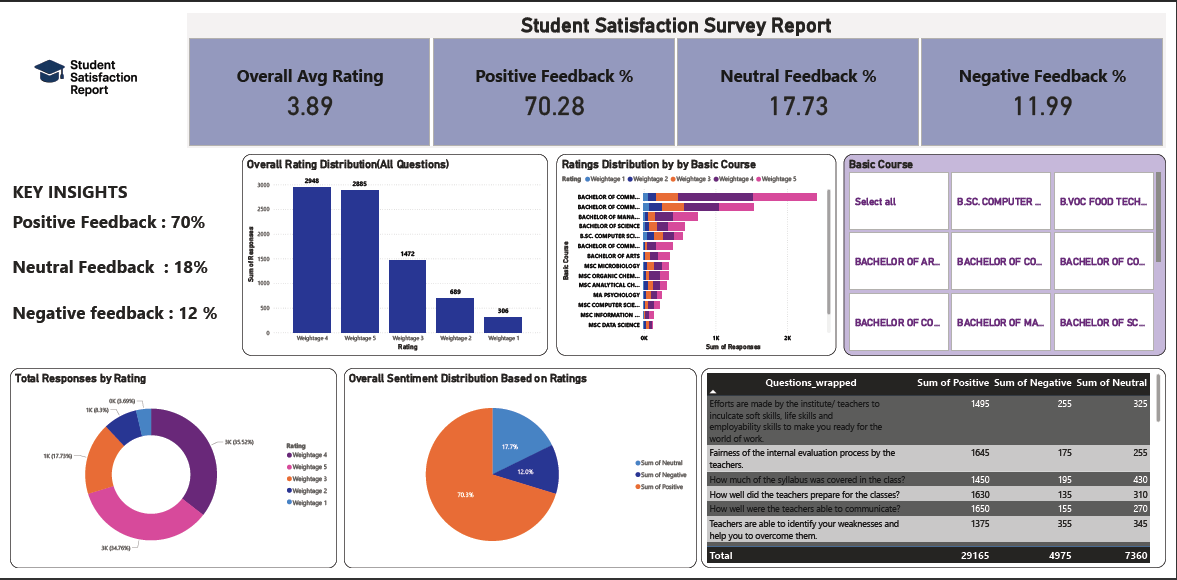 Student Satisfaction Survey Report
Student
Satisfaction
Report
Overall Avg Rating
3.89
Positive Feedback %
70.28
Neutral Feedback %
17.73
Negative Feedback %
11.99
KEY INSIGHTS
Positive Feedback : 70%
Neutral Feedback : 18%
Negative feedback : 12 %
Overall Rating Distribution(All Questions)
Sum of Responses
3000
2500
2000
1500
1000
500
0
2948
2885
1472
689
306
Weightage 4
Weightage 5
Weightage 3
Weightage 2
Weightage 1
Rating
Ratings Distribution by by Basic Course
Rating
Weightage 1
Weightage 2
Weightage 3
Weightage 4
Weightage 5
Basic Course
BACHELOR OF COMM...
BACHELOR OF COMM...
BACHELOR OF MANA...
BACHELOR OF SCIENCE
B.SC. COMPUTER SCI...
BACHELOR OF COMM...
BACHELOR OF ARTS
MSC MICROBIOLOGY
MSC ORGANIC CHEM...
MSC ANALYTICAL CH...
MA PSYCHOLOGY
MSC COMPUTER SCIE...
MSC INFORMATION ...
MSC DATA SCIENCE
0K
1K
2K
Sum of Responses
Basic Course
Select all
B.SC. COMPUTER ...
B.VOC FOOD TECH...
BACHELOR OF AR...
BACHELOR OF CO...
BACHELOR OF CO...
BACHELOR OF CO...
BACHELOR OF MA...
BACHELOR OF SC...
Total Responses by Rating
0K (3.69%)
1K (8.3%)
1K (17.73%)
3K (35.52%)
3K (34.76%)
Rating
Weightage 4
Weightage 5
Weightage 3
Weightage 2
Weightage 1
Overall Sentiment Distribution Based on Ratings
17.7%
12.0%
70.3%
Sum of Neutral
Sum of Negative
Sum of Positive
Questions_wrapped Sum of Positive Sum of Negative Sum of Neutral
Efforts are made by the institute/ teachers to 1495 255 325
inculcate soft skills, life skills and
employability skills to make you ready for the
world of work.
Fairness of the internal evaluation process by the 1645 175 255
teachers.
How much of the syllabus was covered in the class? 1450 195 430
How well did the teachers prepare for the classes? 1630 135 310
How well were the teachers able to communicate? 1650 155 270
Teachers are able to identify your weaknesses and 1375 355 345
help you to overcome them.
Total 29165 4975 7360